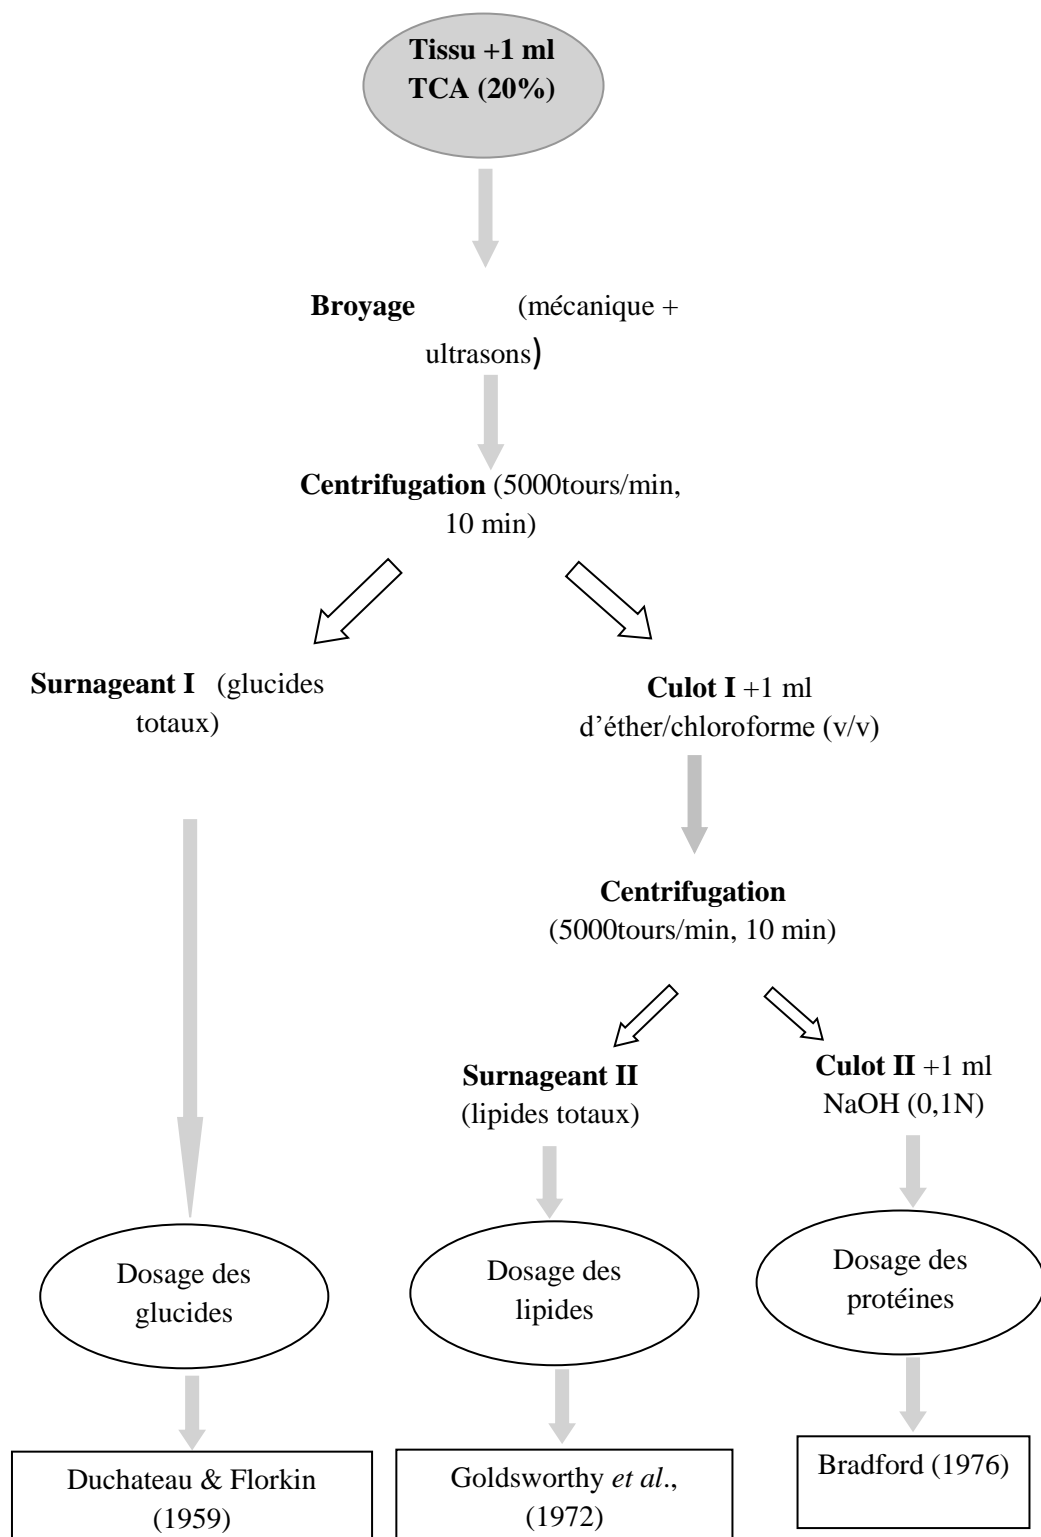 Tissu +1 ml
TCA (20%)
Broyage (mécanique +
ultrasons)
Centrifugation (5000tours/min,
10 min)
Surnageant I (glucides
totaux)
Culot I +1 ml
d’éther/chloroforme (v/v)
Centrifugation
(5000tours/min, 10 min)
Surnageant II
(lipides totaux)
Culot II +1 ml
NaOH (0,1N)
Dosage des
glucides
Dosage des
lipides
Dosage des
protéines
Duchateau & Florkin
(1959)
Goldsworthy et al.,
(1972)
Bradford (1976)